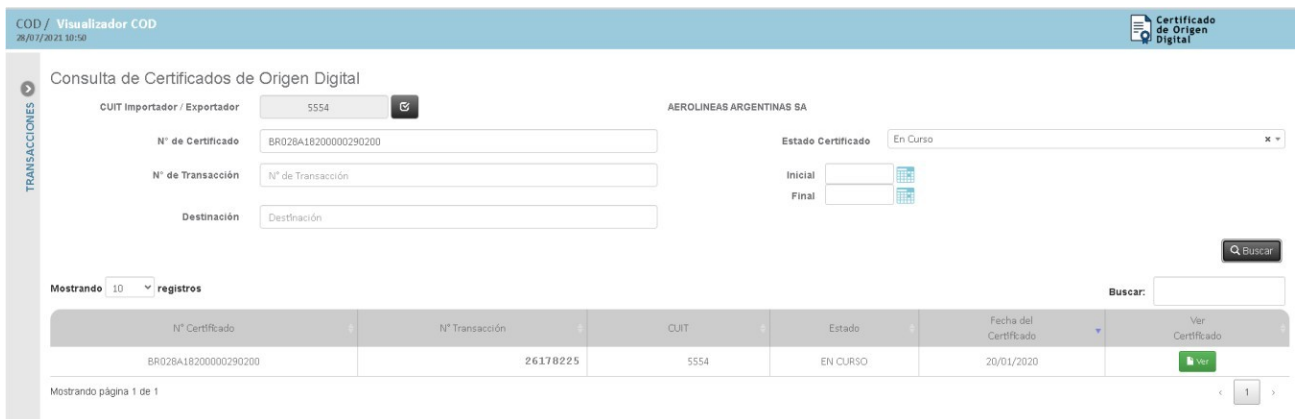 COD / Visualizador COD
28/07/2021 10:50
Certificado
de Origen
Digital
TRANSACCIONES
Consulta de Certificados de Origen Digital
CUIT Importador / Exportador 5554 AEROLINEAS ARGENTINAS SA
N° de Certificado BR028A18200000290200 Estado Certificado En Curso
N° de Transacción N° de Transacción Inicial
Final
Destinación Destinación
Buscar
Mostrando 10 registros Buscar:
N° Certificado N° Transacción CUIT Estado Fecha del Certificado Ver Certificado
BR028A18200000290200 26178225 5554 EN CURSO 20/01/2020 Ver
Mostrando página 1 de 1 ‹ 1 ›